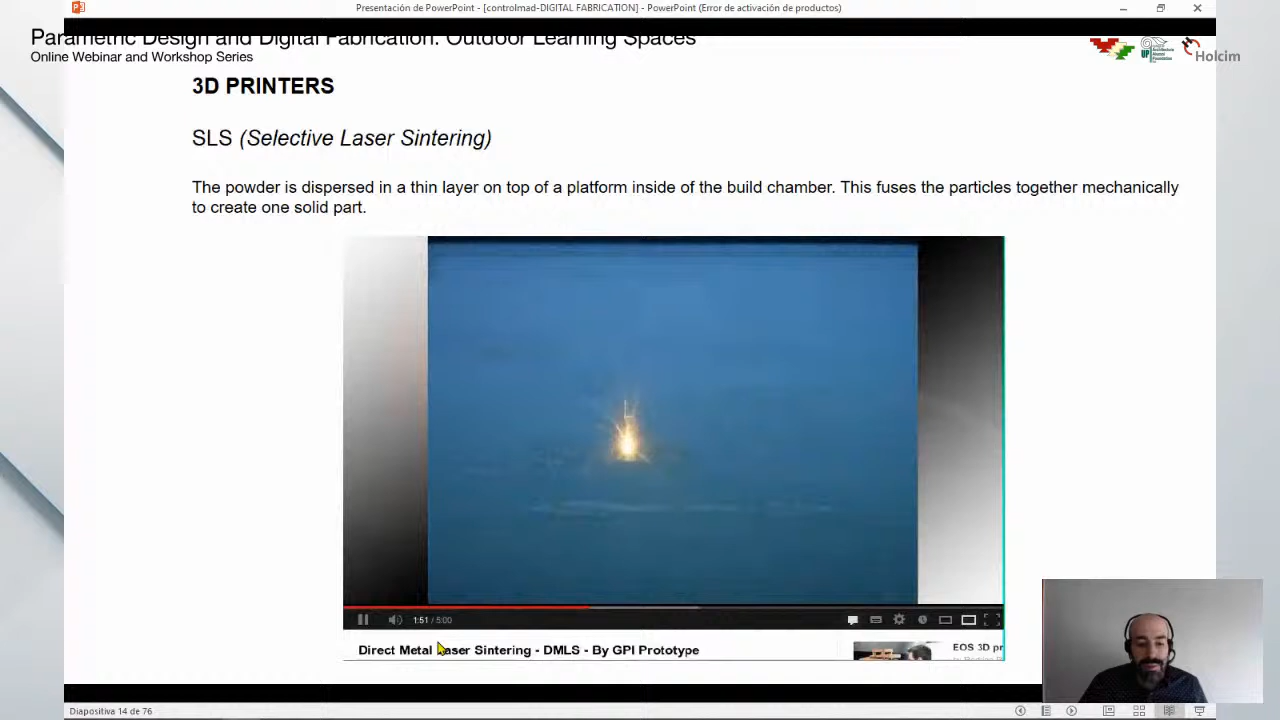 Presentación de PowerPoint - [controlmad-DIGITAL FABRICATION] - PowerPoint (Error de activación de productos)
Parametric Design and Digital Fabrication: Outdoor Learning Spaces
Online Webinar and Workshop Series
UP
Holcim
3D PRINTERS
SLS (Selective Laser Sintering)
The powder is dispersed in a thin layer on top of a platform inside of the build chamber. This fuses the particles together mechanically
to create one solid part.
1:51 / 5:00
Direct Metal Laser Sintering - DMLS - By GPI Prototype
EOS 3D pr
Diapositiva 14 de 76